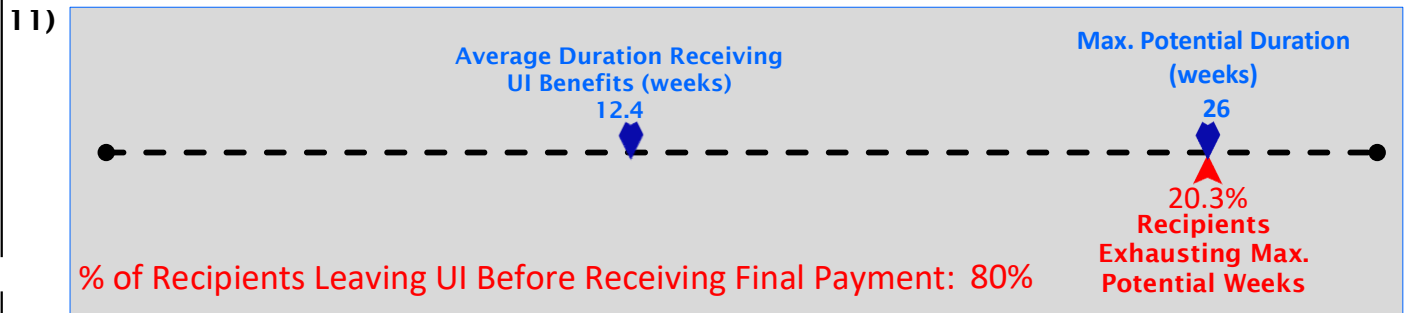 11)
Average Duration Receiving
UI Benefits (weeks)
12.4
Max. Potential Duration
(weeks)
26
20.3%
Recipients
Exhausting Max.
Potential Weeks
% of Recipients Leaving UI Before Receiving Final Payment: 80%